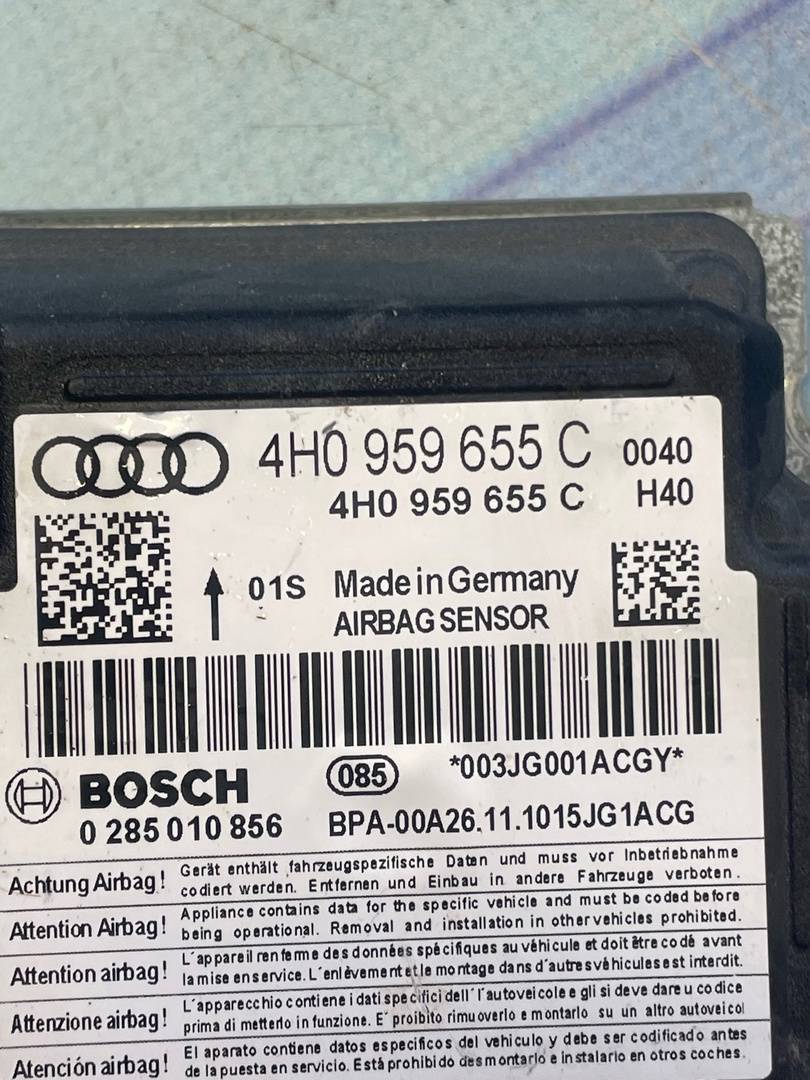 4H0 959 655 C 0040
4H0 959 655 C H40
01S Made in Germany
AIRBAG SENSOR
BOSCH 085 *003JG001ACGY*
0 285 010 856 BPA-00A26.11.1015JG1ACG
Achtung Airbag! Gerät enthält fahrzeugspezifische Daten und muss vor Inbetriebnahme
codiert werden. Entfernen und Einbau in andere Fahrzeuge verboten.
Attention Airbag! Appliance contains data for the specific vehicle and must be coded before
being operational. Removal and installation in other vehicles prohibited.
Attention airbag! L'appareil renferme des données spécifiques au véhicule et doit être codé avant
la mise en service. L'enlèvement et le montage dans d'autres véhicules est interdit.
Attenzione airbag! L'apparecchio contiene i dati specifici dell'l'autoveicolo e gli si deve dare u codice
prima di metterlo in funzione. E' proibito rimuoverlo e montarlo su un altro autoveicol
Atención airbag! El aparato contiene datos específicos del vehiculo y debe ser codificado antes
de la puesta en servicio. Está prohibido desmontarlo e instalarlo en otros coches.